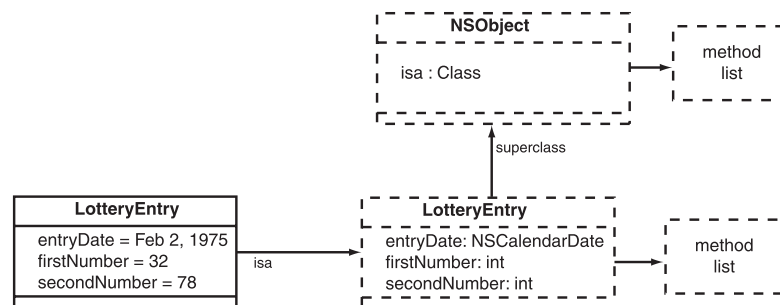 NSObject
isa : Class
method
list
superclass
LotteryEntry
entryDate = Feb 2, 1975
firstNumber = 32
secondNumber = 78
isa
LotteryEntry
entryDate: NSCalendarDate
firstNumber: int
secondNumber: int
method
list